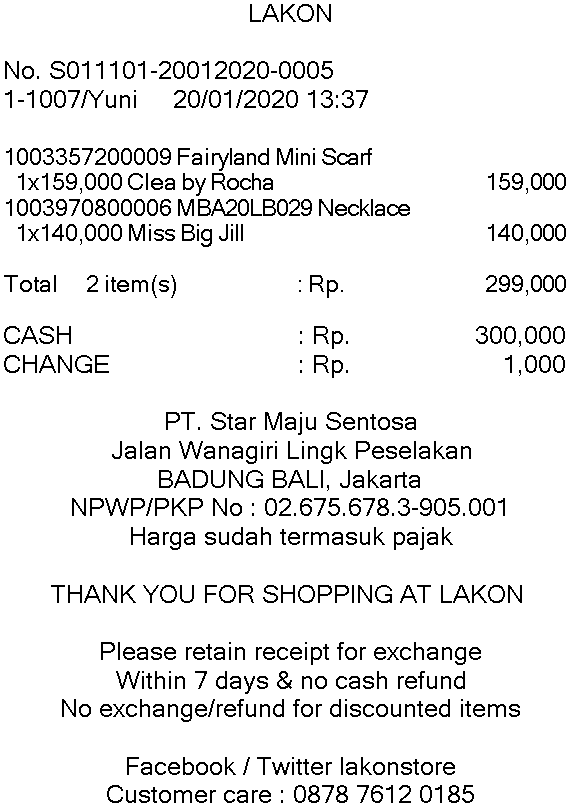 LAKON
No. S011101-20012020-0005
1-1007/Yuni 20/01/2020 13:37
1003357200009 Fairyland Mini Scarf
1x159,000 Clea by Rocha 159,000
1003970800006 MBA20LB029 Necklace
1x140,000 Miss Big Jill 140,000
Total 2 item(s) : Rp. 299,000
CASH : Rp. 300,000
CHANGE : Rp. 1,000
PT. Star Maju Sentosa
Jalan Wanagiri Lingk Peselakan
BADUNG BALI, Jakarta
NPWP/PKP No : 02.675.678.3-905.001
Harga sudah termasuk pajak
THANK YOU FOR SHOPPING AT LAKON
Please retain receipt for exchange
Within 7 days & no cash refund
No exchange/refund for discounted items
Facebook / Twitter lakonstore
Customer care : 0878 7612 0185